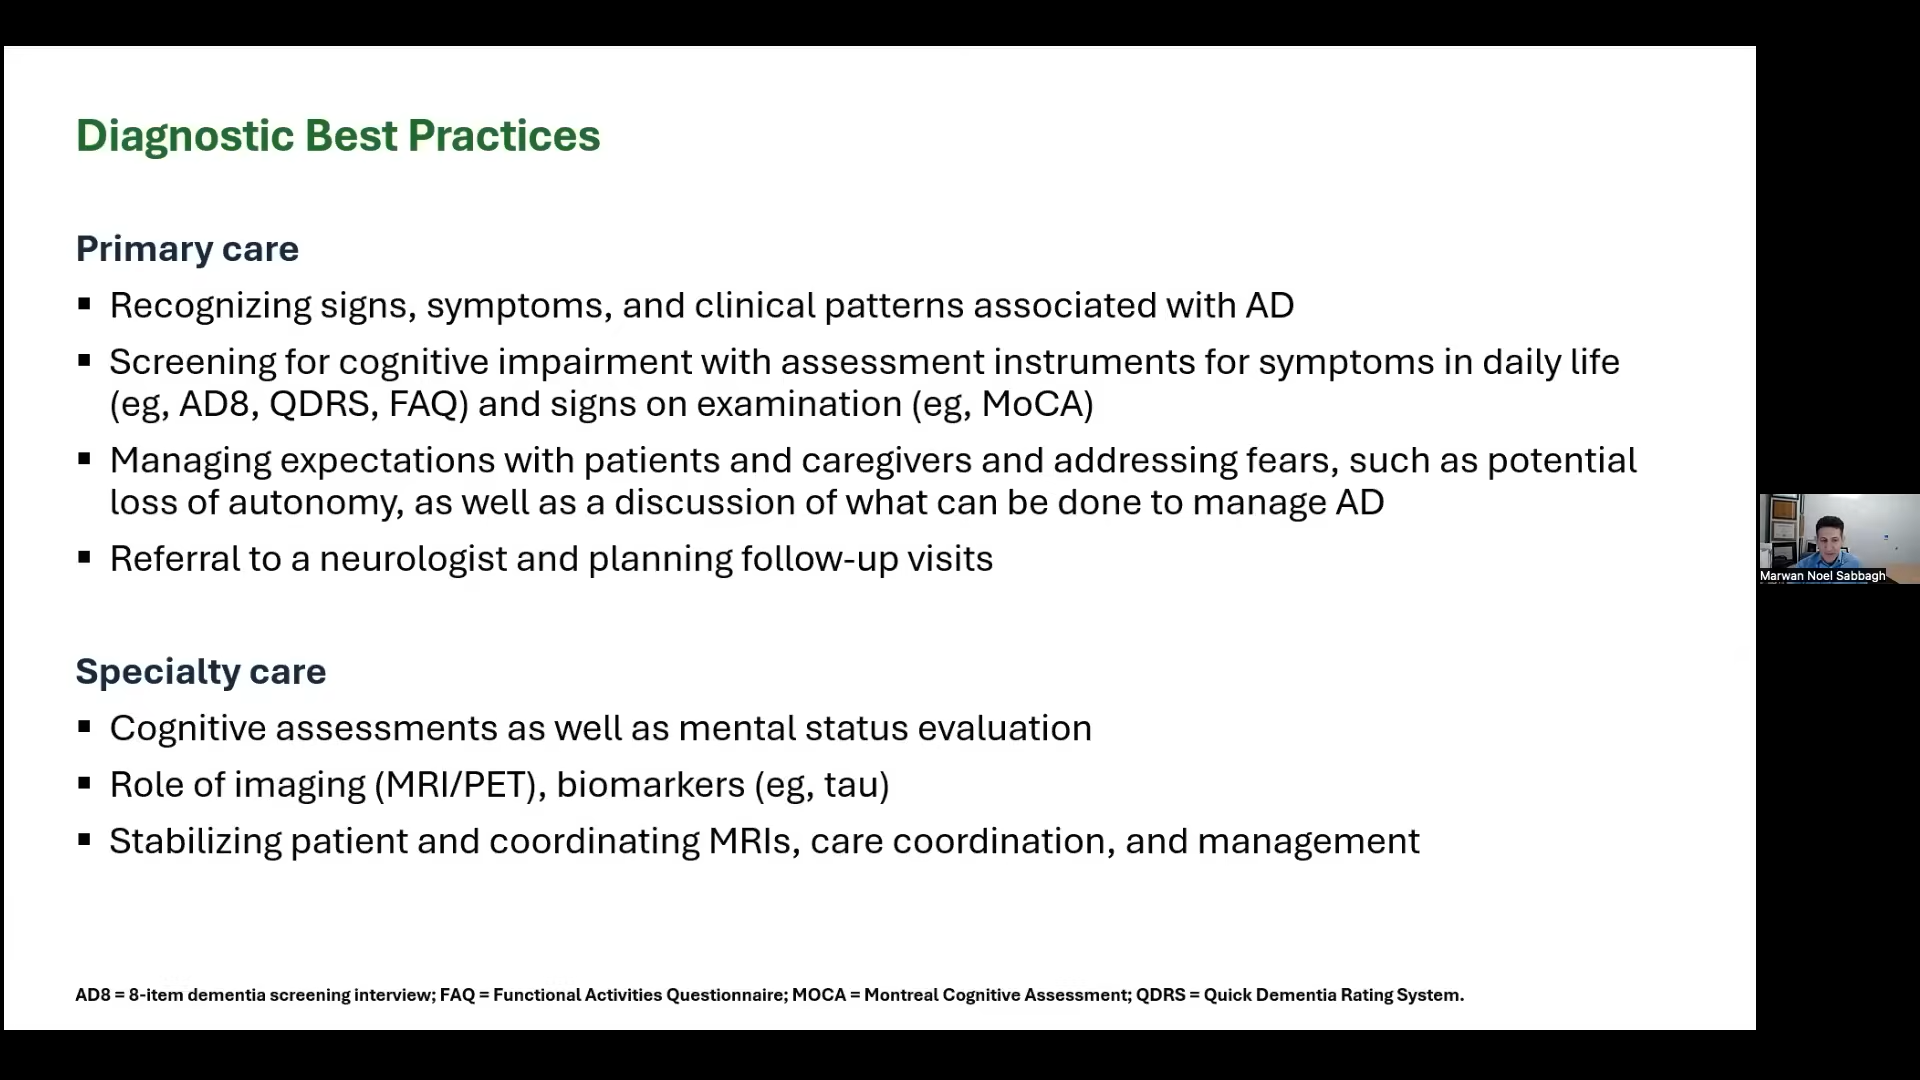 Diagnostic Best Practices
Primary care
▪ Recognizing signs, symptoms, and clinical patterns associated with AD
▪ Screening for cognitive impairment with assessment instruments for symptoms in daily life
(eg, AD8, QDRS, FAQ) and signs on examination (eg, MoCA)
▪ Managing expectations with patients and caregivers and addressing fears, such as potential
loss of autonomy, as well as a discussion of what can be done to manage AD
▪ Referral to a neurologist and planning follow-up visits
Specialty care
▪ Cognitive assessments as well as mental status evaluation
▪ Role of imaging (MRI/PET), biomarkers (eg, tau)
▪ Stabilizing patient and coordinating MRIs, care coordination, and management
AD8 = 8-item dementia screening interview; FAQ = Functional Activities Questionnaire; MOCA = Montreal Cognitive Assessment; QDRS = Quick Dementia Rating System.
Marwan Noel Sabbagh